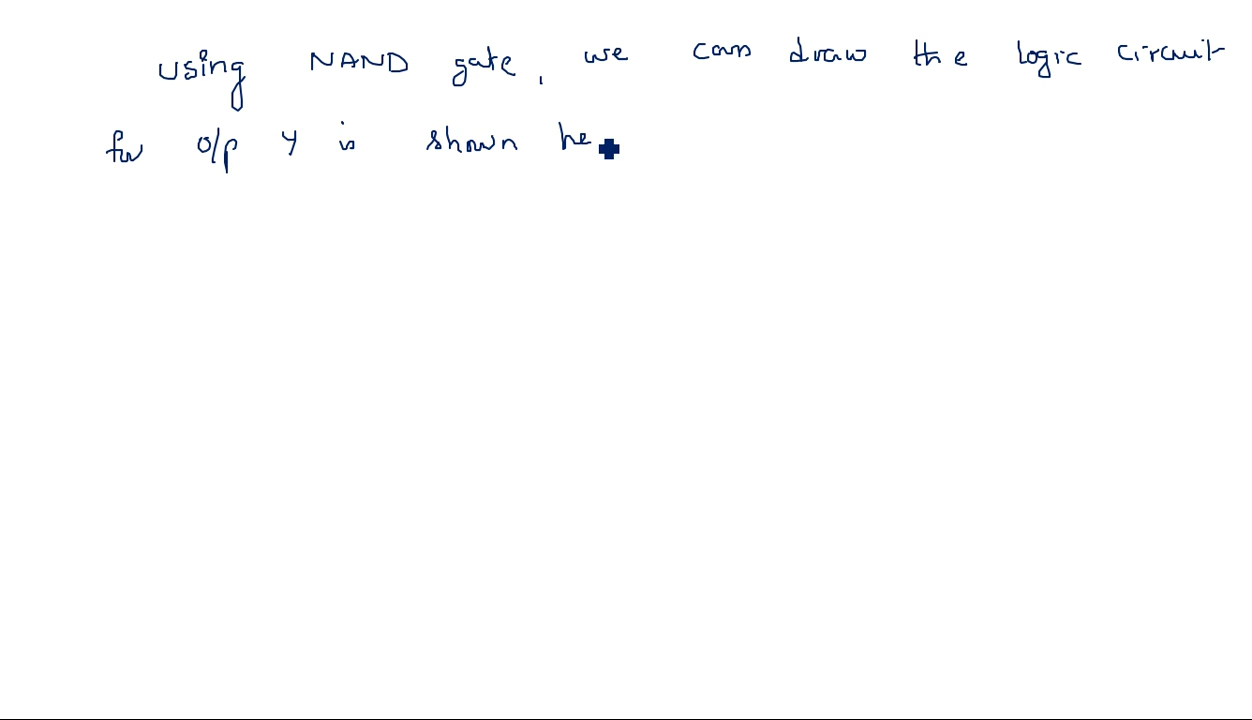 using NAND gate, we can draw the logic circuit
for o/p y is shown he